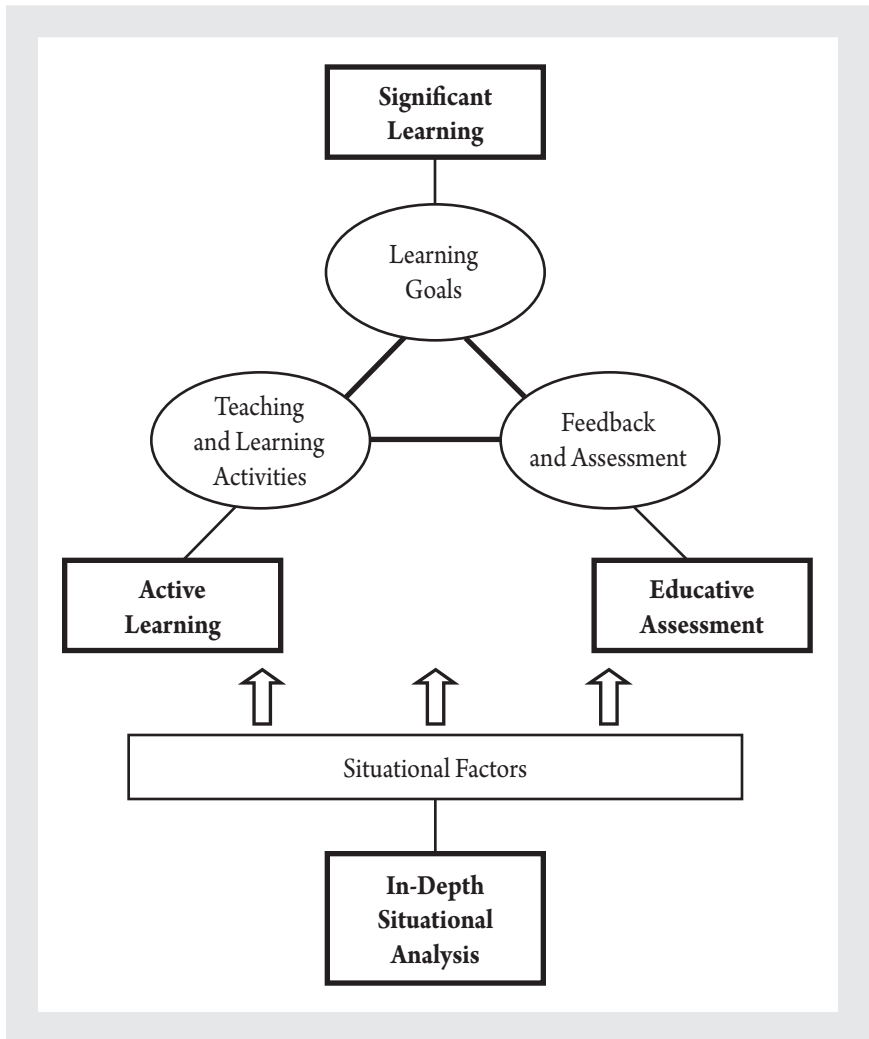 Significant
Learning
Learning
Goals
Teaching
and Learning
Activities
Feedback
and Assessment
Active
Learning
Educative
Assessment
Situational Factors
In-Depth
Situational
Analysis